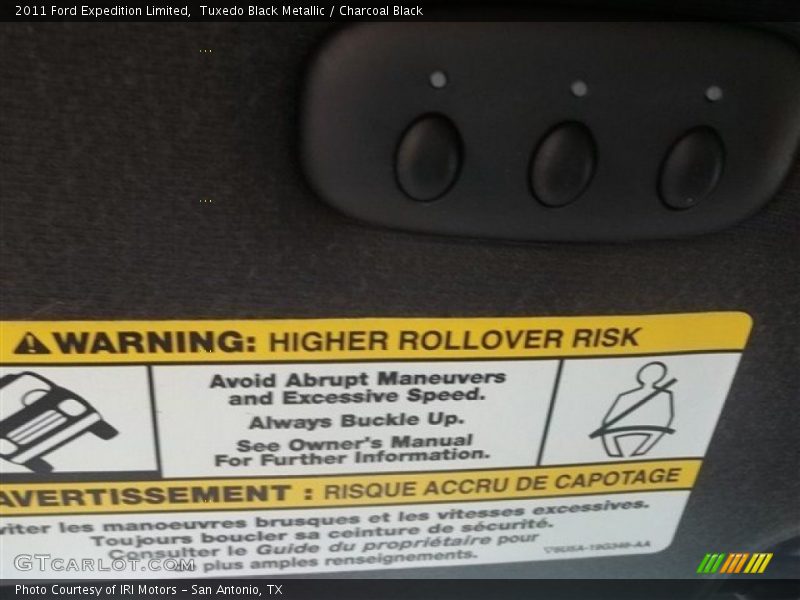 2011 Ford Expedition Limited, Tuxedo Black Metallic / Charcoal Black
WARNING: HIGHER ROLLOVER RISK
Avoid Abrupt Maneuvers
and Excessive Speed.
Always Buckle Up.
See Owner's Manual
For Further Information.
AVERTISSEMENT : RISQUE ACCRU DE CAPOTAGE
viter les manoeuvres brusques et les vitesses excessives.
Toujours boucler sa ceinture de sécurité.
Consulter le Guide du propriétaire pour
plus amples renseignements.
GTCARLOT.COM
Photo Courtesy of IRI Motors – San Antonio, TX